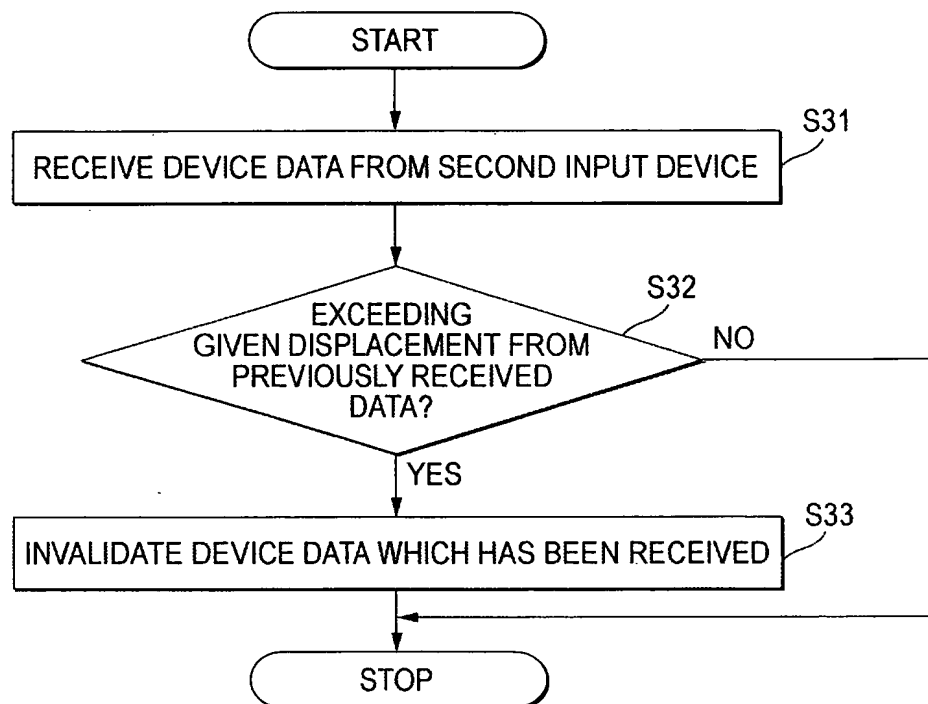 START
S31
RECEIVE DEVICE DATA FROM SECOND INPUT DEVICE
S32
EXCEEDING
GIVEN DISPLACEMENT FROM
PREVIOUSLY RECEIVED
DATA?
NO
YES
S33
INVALIDATE DEVICE DATA WHICH HAS BEEN RECEIVED
STOP